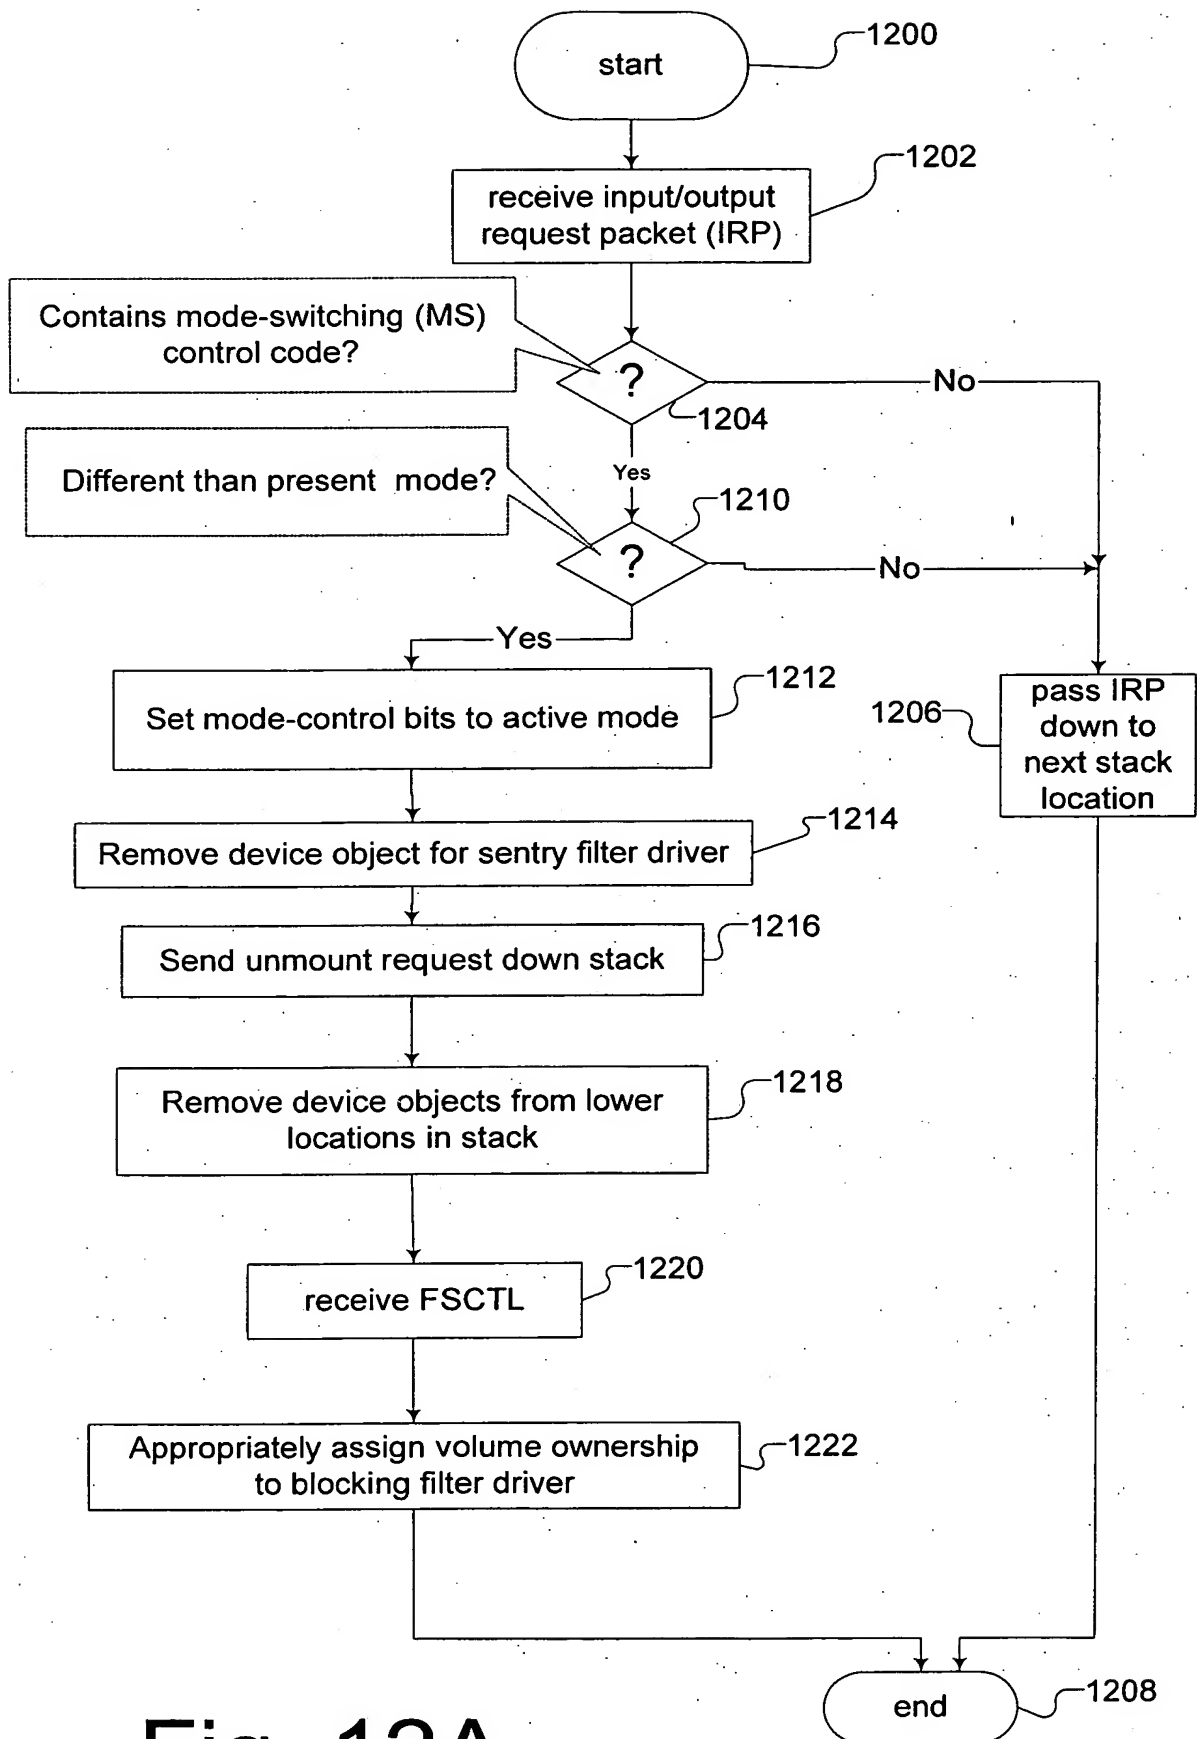 start
1200
1202
receive input/output
request packet (IRP)
Contains mode-switching (MS)
control code?
?
No
1204
Yes
Different than present mode?
1210
?
No
Yes
1212
Set mode-control bits to active mode
1206
pass IRP
down to
next stack
location
1214
Remove device object for sentry filter driver
1216
Send unmount request down stack
1218
Remove device objects from lower
locations in stack
1220
receive FSCTL
1222
Appropriately assign volume ownership
to blocking filter driver
end
1208
Fig. 12A